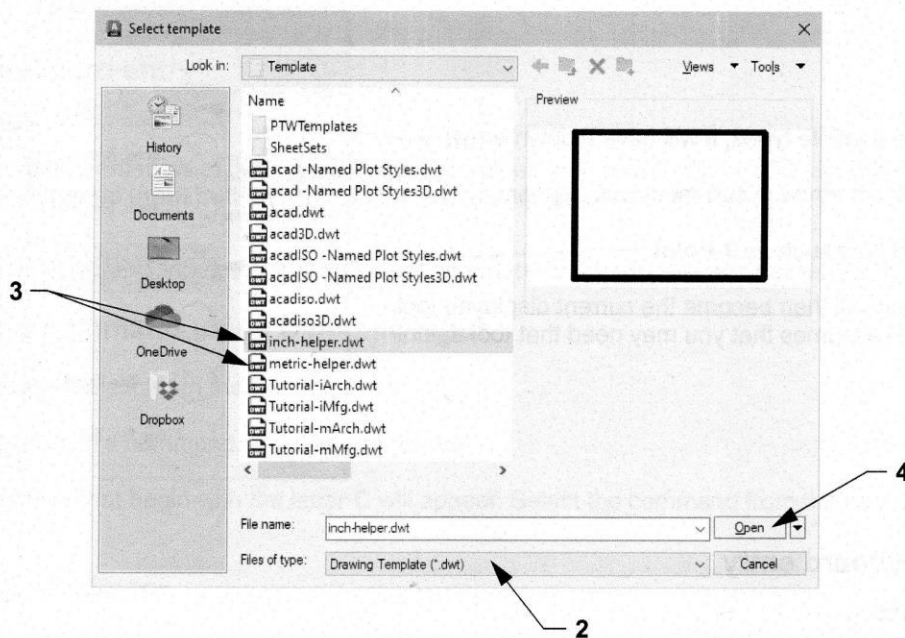 Select template
Look in: Template Views Tools
Name Preview
History
Documents
Desktop
OneDrive
Dropbox
PTWTemplates
SheetSets
acad -Named Plot Styles.dwt
acad -Named Plot Styles3D.dwt
acad.dwt
acad3D.dwt
acadISO -Named Plot Styles.dwt
acadISO -Named Plot Styles3D.dwt
acadiso.dwt
acadiso3D.dwt
inch-helper.dwt
metric-helper.dwt
Tutorial-iArch.dwt
Tutorial-iMfg.dwt
Tutorial-mArch.dwt
Tutorial-mMfg.dwt
3
4
File name: inch-helper.dwt Open
Files of type: Drawing Template (*.dwt) Cancel
2